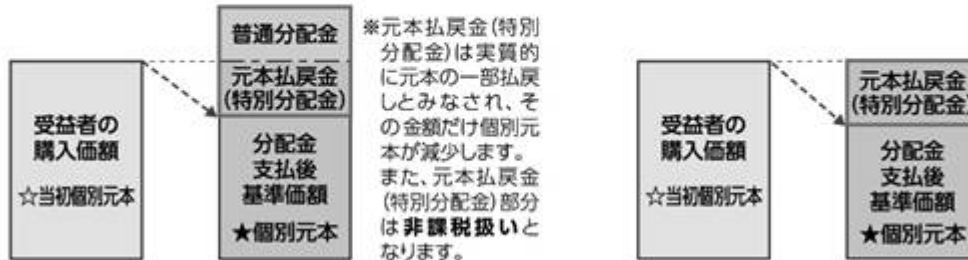 受益者の
購入価額
☆当初個別元本
普通分配金
元本払戻金
(特別分配金)
分配金
支払後
基準価額
★個別元本
※元本払戻金(特別
分配金)は実質的
に元本の一部払戻
しとみなされ、そ
の金額だけ個別元
本が減少します。
また、元本払戻金
(特別分配金)部分
は非課税扱いと
なります。
受益者の
購入価額
☆当初個別元本
元本払戻金
(特別分配金
分配金
支払後
基準価額
★個別元本